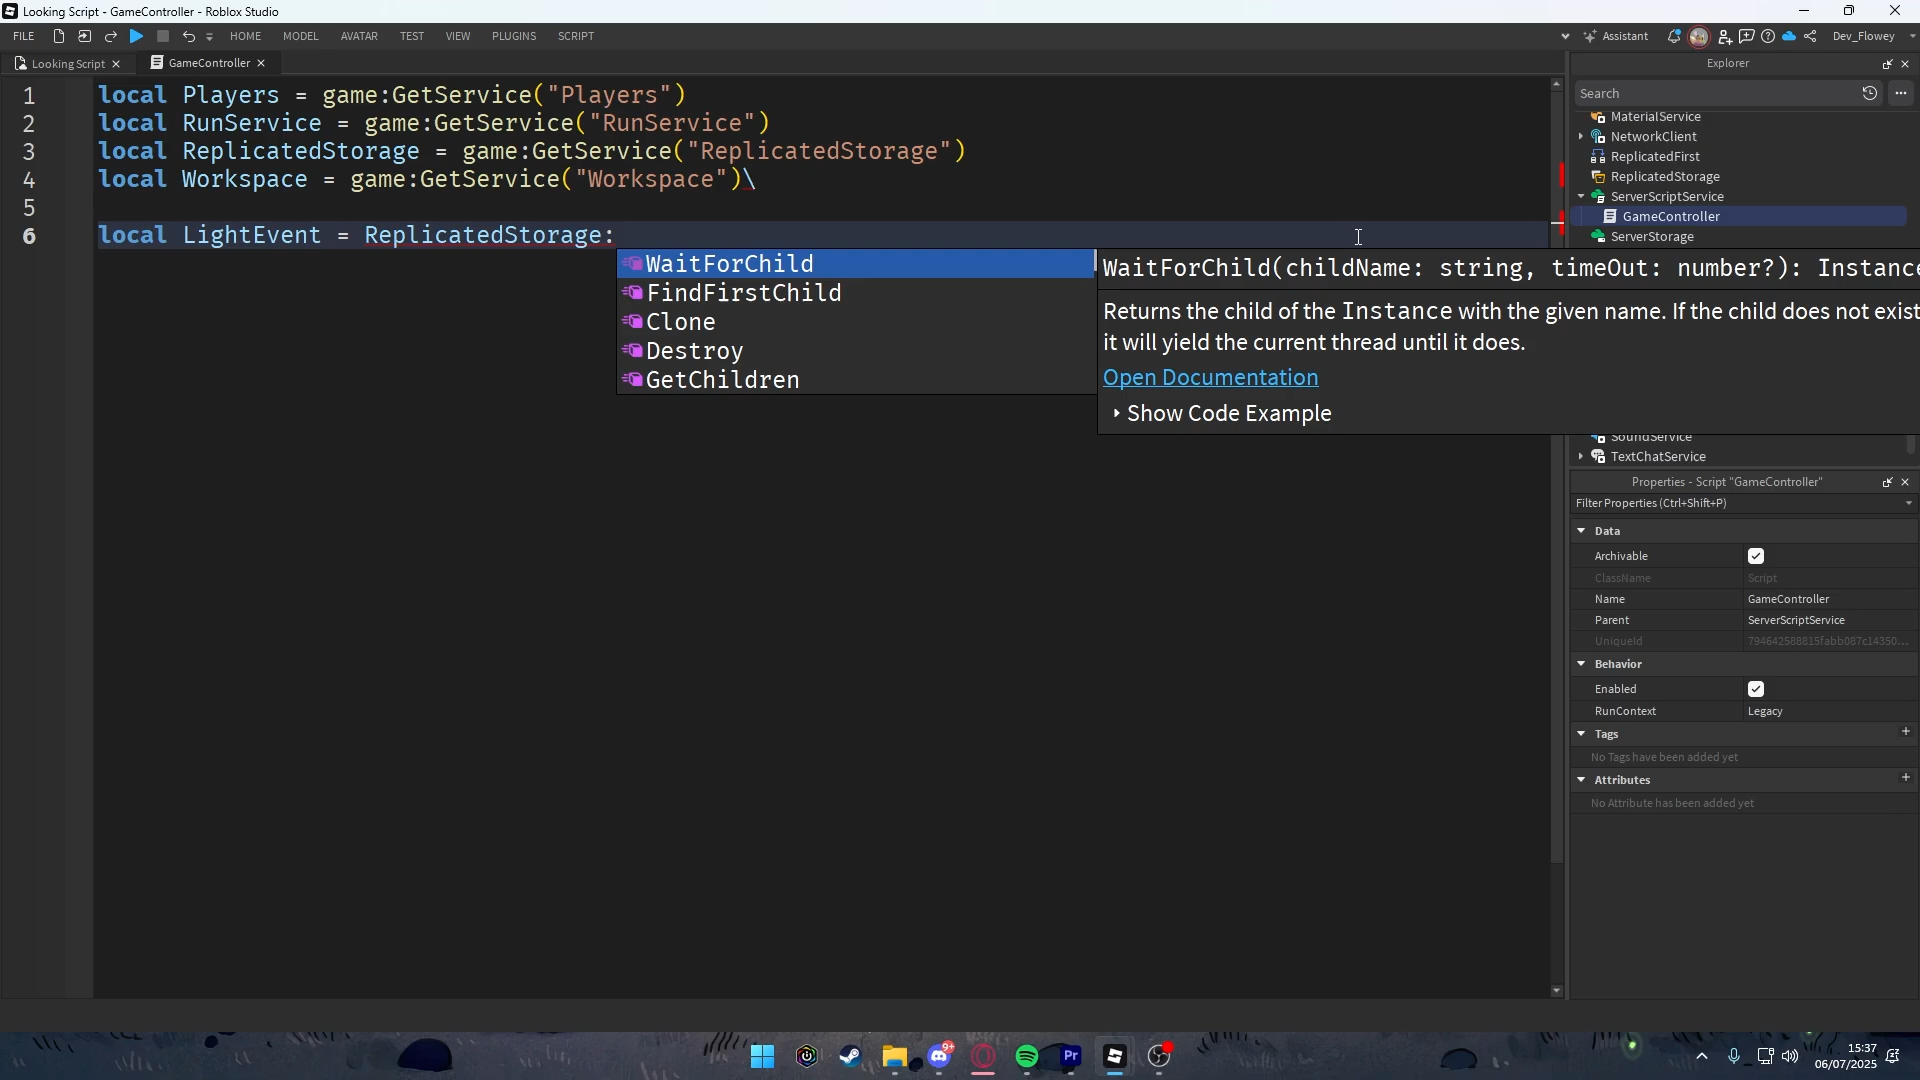 Looking Script - GameController - Roblox Studio
FILE HOME MODEL AVATAR TEST VIEW PLUGINS SCRIPT Assistant Dev_Flowey
Looking Script GameController
1 local Players = game:GetService("Players")
2 local RunService = game:GetService("RunService")
3 local ReplicatedStorage = game:GetService("ReplicatedStorage")
4 local Workspace = game:GetService("Workspace")\
5
6 local LightEvent = ReplicatedStorage:
WaitForChild
FindFirstChild
Clone
Destroy
GetChildren
WaitForChild(childName: string, timeOut: number?): Instance
Returns the child of the Instance with the given name. If the child does not exist
it will yield the current thread until it does.
Open Documentation
Show Code Example
Explorer
Search
MaterialService
NetworkClient
ReplicatedFirst
ReplicatedStorage
ServerScriptService
GameController
ServerStorage
SoundService
TextChatService
Properties - Script "GameController"
Filter Properties (Ctrl+Shift+P)
Data
Archivable
ClassName Script
Name GameController
Parent ServerScriptService
UniqueId 794642588815fabb087c14350...
Behavior
Enabled
RunContext Legacy
Tags
No Tags have been added yet
Attributes
No Attribute has been added yet
9+
Pr
15:37
06/07/2025